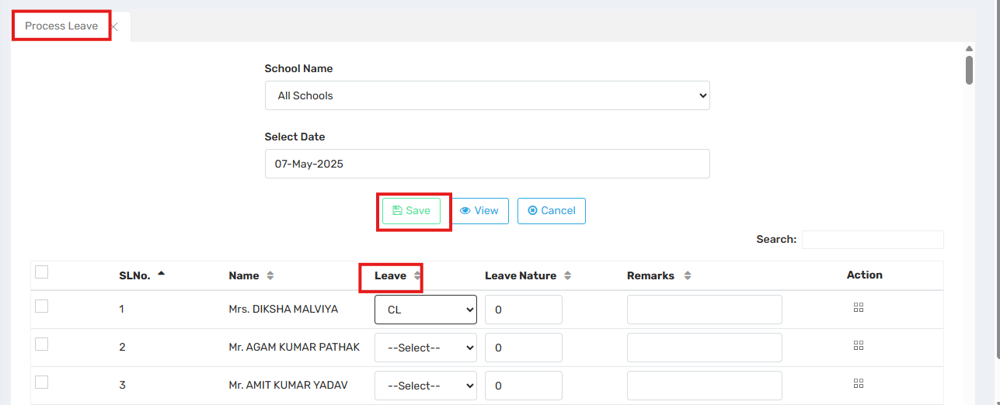 Process Leave
School Name
All Schools
Select Date
07-May-2025
Save View Cancel
Search:
SLNo. Name Leave Leave Nature Remarks Action
1 Mrs. DIKSHA MALVIYA CL 0
2 Mr. AGAM KUMAR PATHAK --Select-- 0
3 Mr. AMIT KUMAR YADAV --Select-- 0